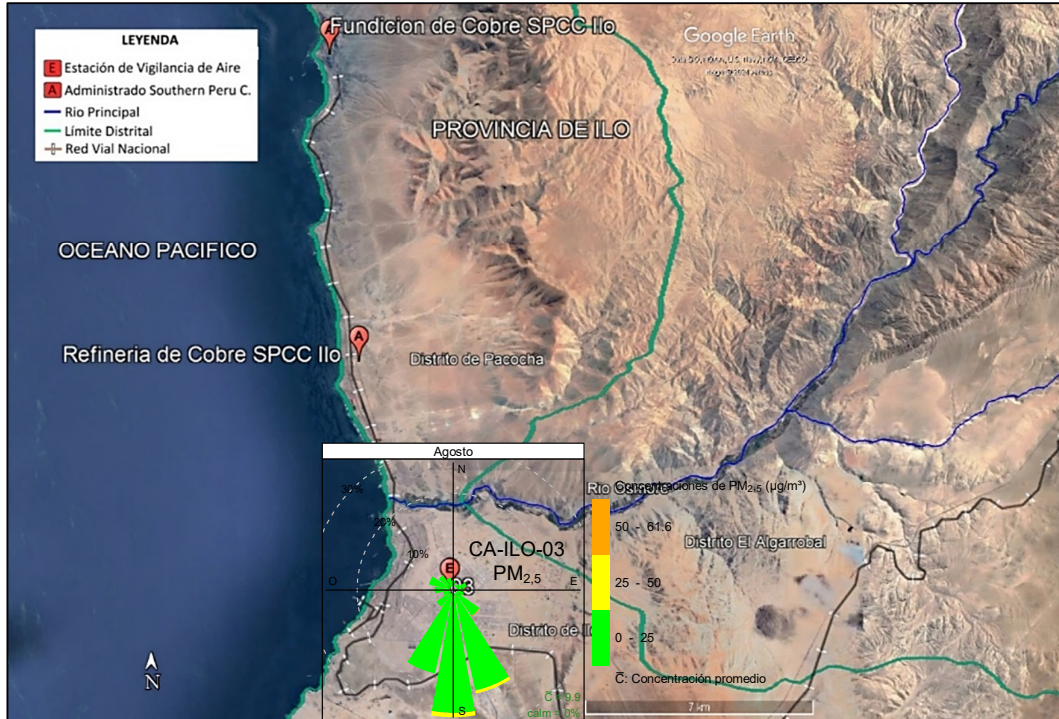 Fundicion de Cobre SPCC Ilo
LEYENDA
E Estación de Vigilancia de Aire
A Administrado Southern Peru C.
Rio Principal
Límite Distrital
Red Vial Nacional
Google Earth
A
PROVINCIA DE ILO
OCEANO PACIFICO
A
Refineria de Cobre SPCC Ilo
Distrito de Pacocha
Agosto
N
30%
20%
10%
Rio Osmore
Concentraciones de PM2,5 (µg/m³)
50 - 61.6
25 - 50
0 - 25
CA-ILO-03
PM2,5
E
03
O
E
Distrito El Algarrobal
Distrito de Ilo
C̅ = 9.9
calm = 0%
S
C̅: Concentración promedio
7 km
N